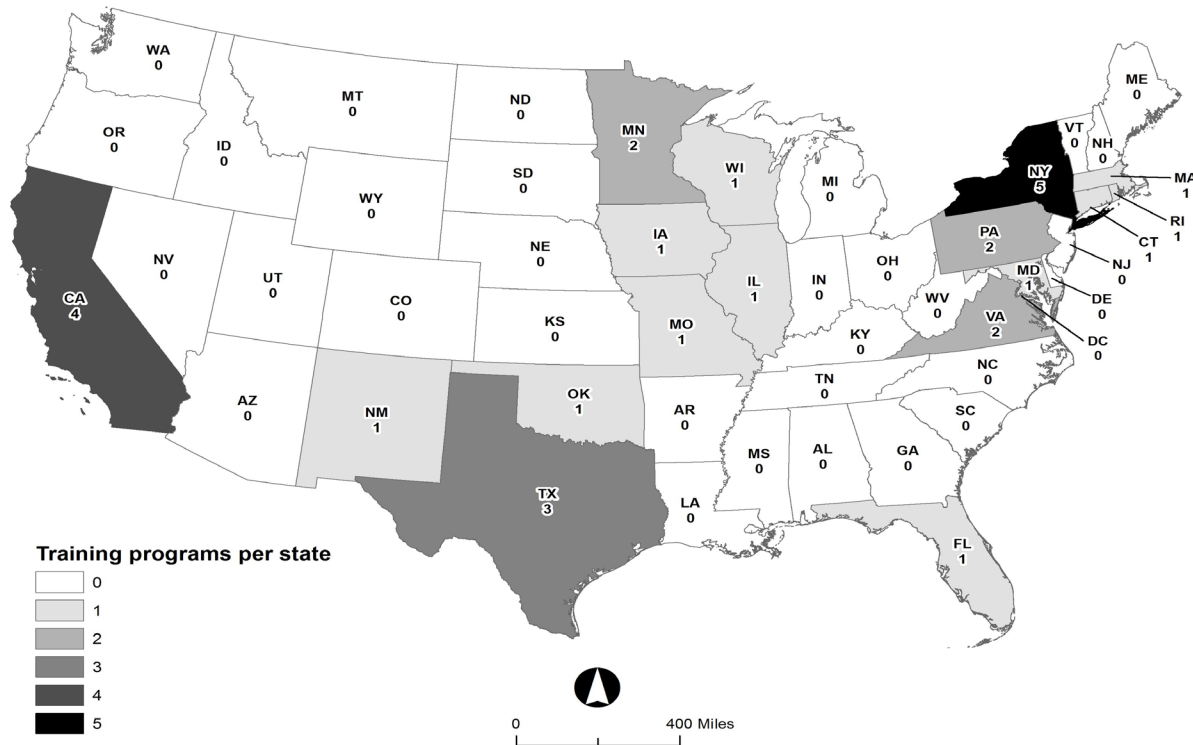 WA
0
MT
0
ND
0
ME
0
OR
0
ID
0
MN
2
VT
0
NH
0
SD
0
WI
1
MI
0
NY
5
MA
1
WY
0
RI
1
CT
1
IA
1
PA
2
NE
0
NV
0
UT
0
CO
0
IL
1
IN
0
OH
0
NJ
0
MD
1
DE
0
CA
4
KS
0
MO
1
WV
0
VA
2
KY
0
DC
0
NC
0
TN
0
AZ
0
NM
1
OK
1
AR
0
SC
0
MS
0
AL
0
GA
0
TX
3
LA
0
FL
1
Training programs per state
0
1
2
3
4
5
0 400 Miles